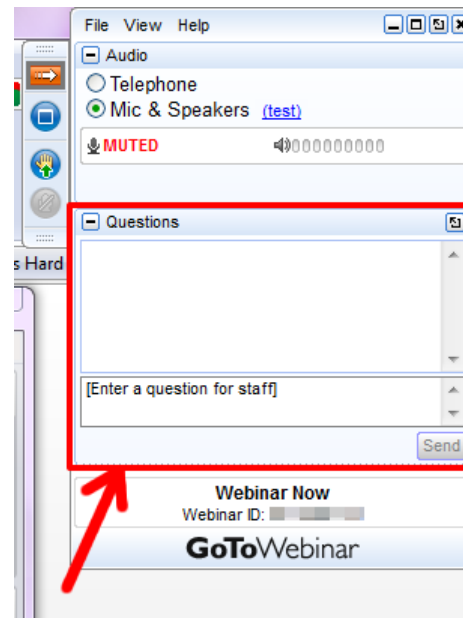 File View Help
Audio
Telephone
Mic & Speakers (test)
MUTED
Questions
s Hard
[Enter a question for staff]
Send
Webinar Now
Webinar ID:
GoToWebinar